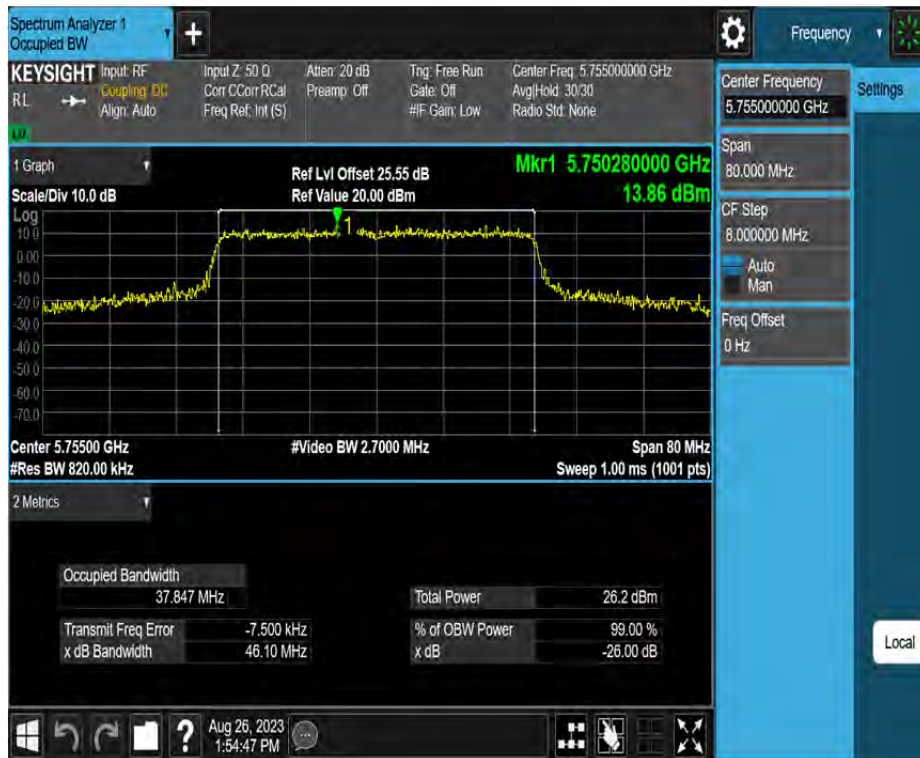 Spectrum Analyzer 1
Occupied BW
+
Frequency
KEYSIGHT
RL
Input: RF
Coupling: DC
Align: Auto
Input Z: 50 Ω
Corr CCorr RCal
Freq Ref: Int (S)
Atten: 20 dB
Preamp: Off
Trig: Free Run
Gate: Off
#IF Gain: Low
Center Freq: 5.755000000 GHz
Avg|Hold: 30/30
Radio Std: None
Center Frequency
5.755000000 GHz
Settings
Span
80.000 MHz
CF Step
8.000000 MHz
Auto
Man
Freq Offset
0 Hz
1 Graph
Scale/Div 10.0 dB
Ref Lvl Offset 25.55 dB
Ref Value 20.00 dBm
Mkr1 5.750280000 GHz
13.86 dBm
Log
10.0
0.00
-10.0
-20.0
-30.0
-40.0
-50.0
-60.0
-70.0
1
Center 5.75500 GHz
#Res BW 820.00 kHz
#Video BW 2.7000 MHz
Span 80 MHz
Sweep 1.00 ms (1001 pts)
2 Metrics
Occupied Bandwidth
37.847 MHz
Total Power 26.2 dBm
Transmit Freq Error -7.500 kHz
% of OBW Power 99.00 %
x dB Bandwidth 46.10 MHz
x dB -26.00 dB
Local
?
Aug 26, 2023
1:54:47 PM